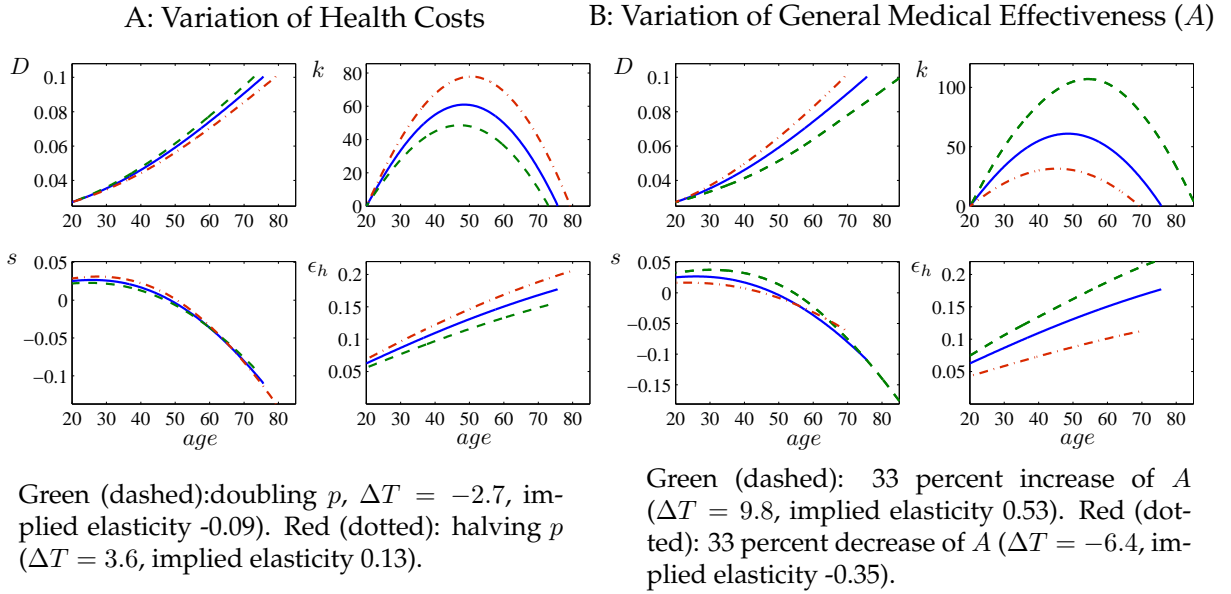 A: Variation of Health Costs
D
0.1
0.08
0.06
0.04
20 30 40 50 60 70 80
k
80
60
40
20
0
20 30 40 50 60 70 80
s
0.05
0
−0.05
−0.1
20 30 40 50 60 70 80
age
ϵh
0.2
0.15
0.1
0.05
20 30 40 50 60 70 80
age
Green (dashed):doubling p, ΔT = −2.7, im-
plied elasticity -0.09). Red (dotted): halving p
(ΔT = 3.6, implied elasticity 0.13).
B: Variation of General Medical Effectiveness (A)
D
0.1
0.08
0.06
0.04
20 30 40 50 60 70 80
k
100
50
0
20 30 40 50 60 70 80
s
0.05
0
−0.05
−0.1
−0.15
20 30 40 50 60 70 80
age
ϵh
0.2
0.15
0.1
0.05
20 30 40 50 60 70 80
age
Green (dashed): 33 percent increase of A
(ΔT = 9.8, implied elasticity 0.53). Red (dot-
ted): 33 percent decrease of A (ΔT = −6.4, im-
plied elasticity -0.35).